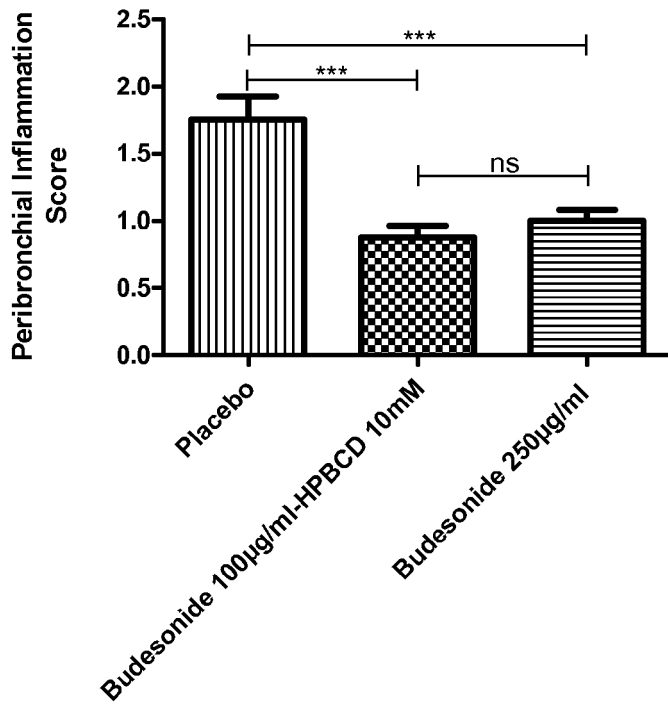 Peribronchial Inflammation
Score
2.5
2.0
1.5
1.0
0.5
0.0
***
***
ns
Placebo
Budesonide 100µg/ml-HPBCD 10mM
Budesonide 250µg/ml